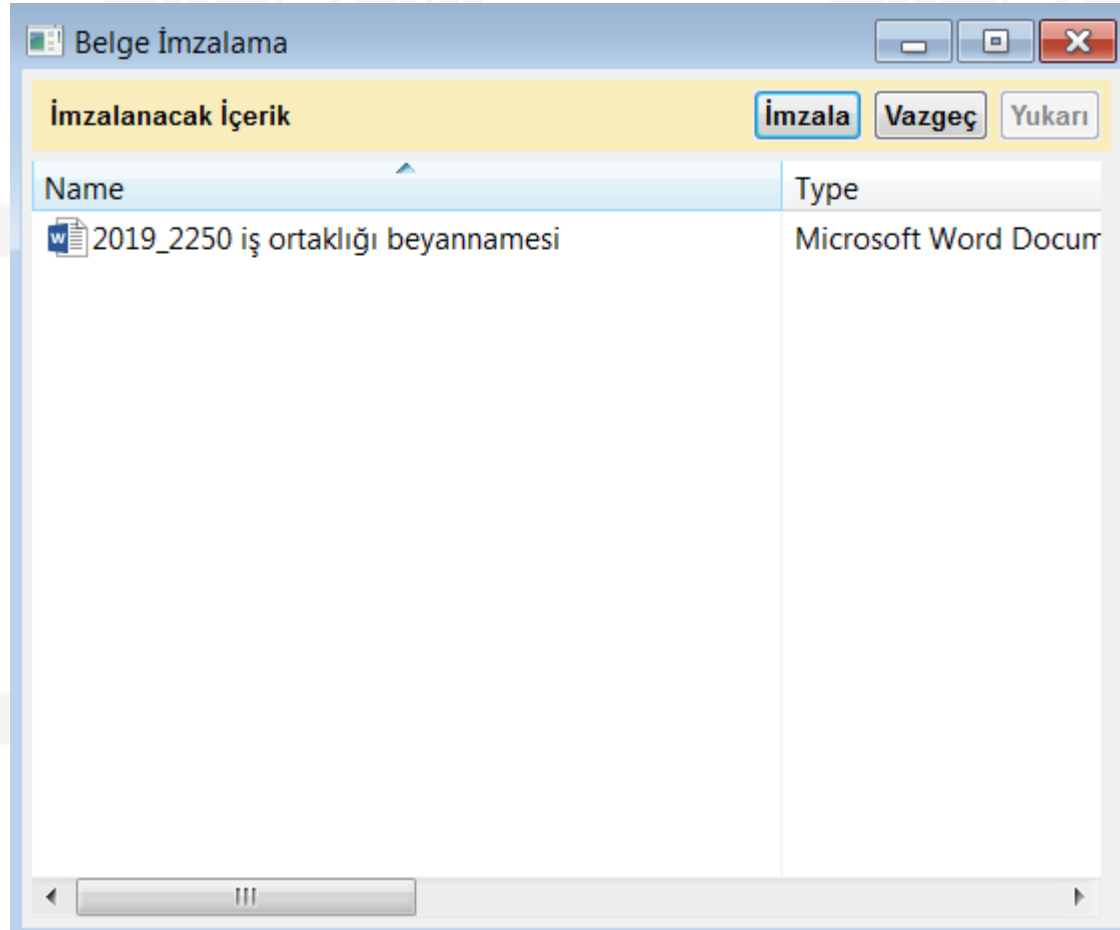 Belge İmzalama
İmzalanacak İçerik İmzala Vazgeç Yukarı
Name Type
2019_2250 iş ortaklığı beyannamesi Microsoft Word Docum